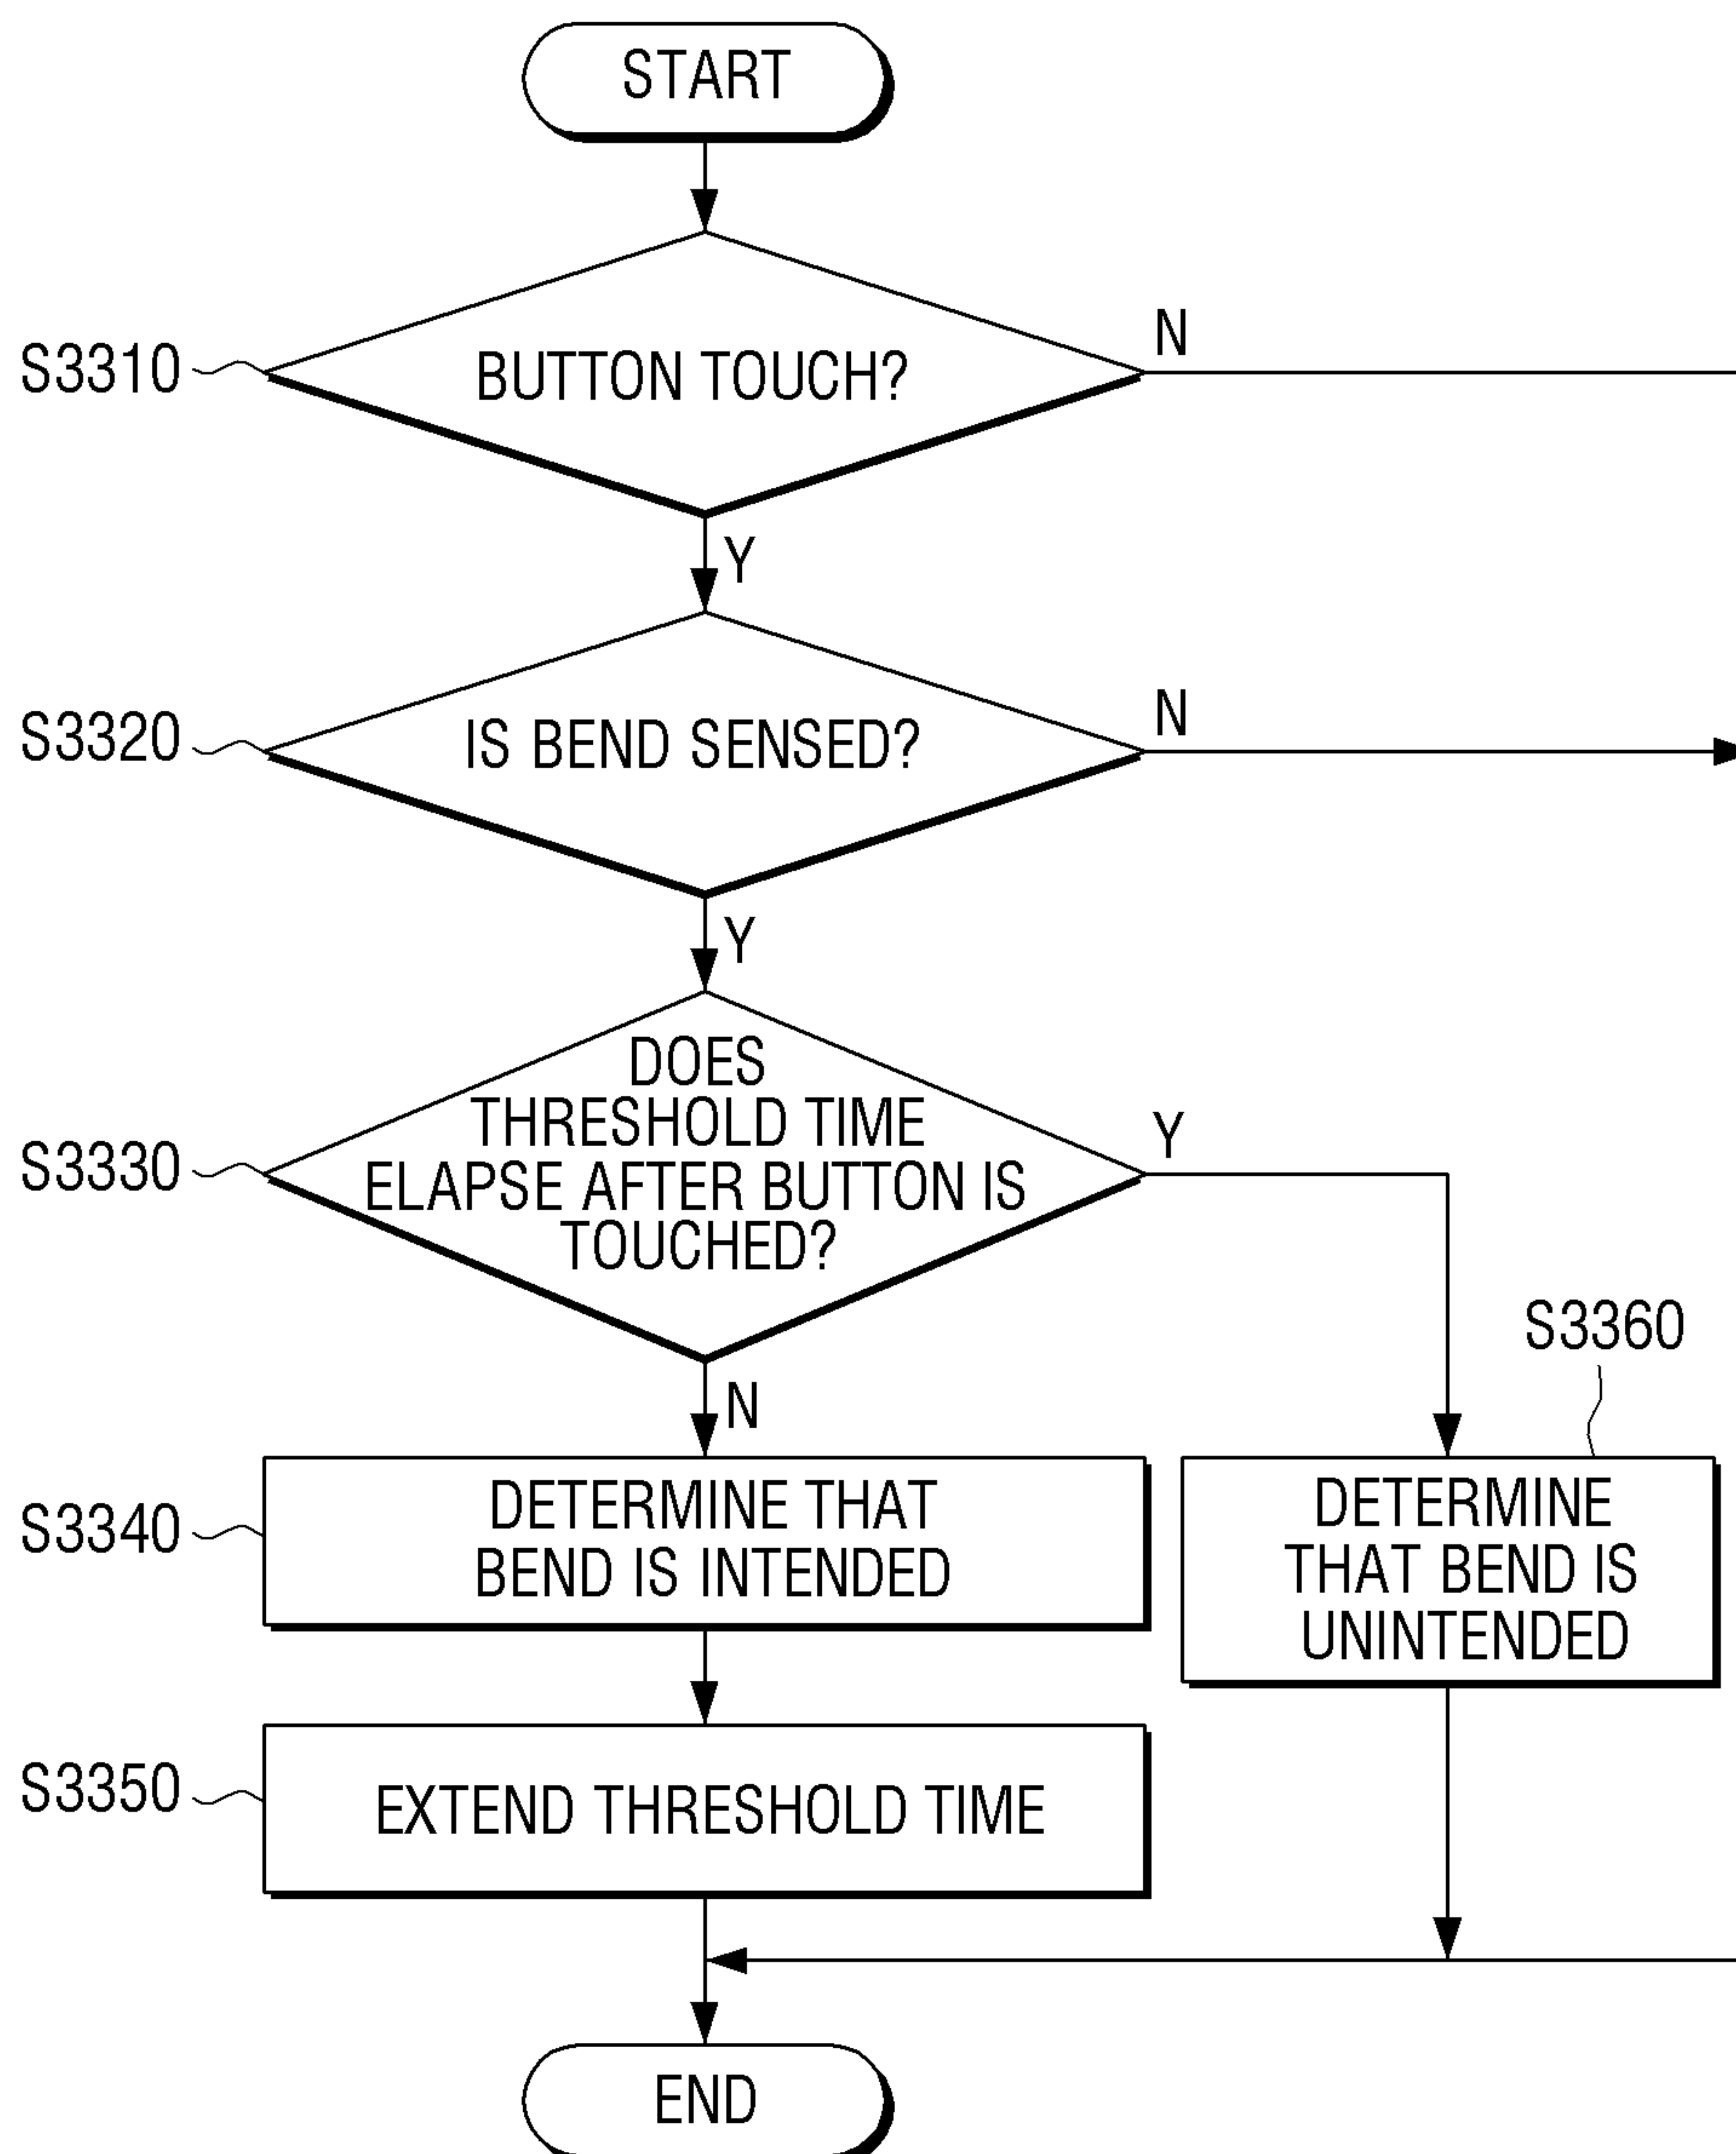 START
S3310
BUTTON TOUCH?
N
Y
S3320
IS BEND SENSED?
N
Y
S3330
DOES
THRESHOLD TIME
ELAPSE AFTER BUTTON IS
TOUCHED?
Y
N
S3360
S3340
DETERMINE THAT
BEND IS INTENDED
DETERMINE
THAT BEND IS
UNINTENDED
S3350
EXTEND THRESHOLD TIME
END